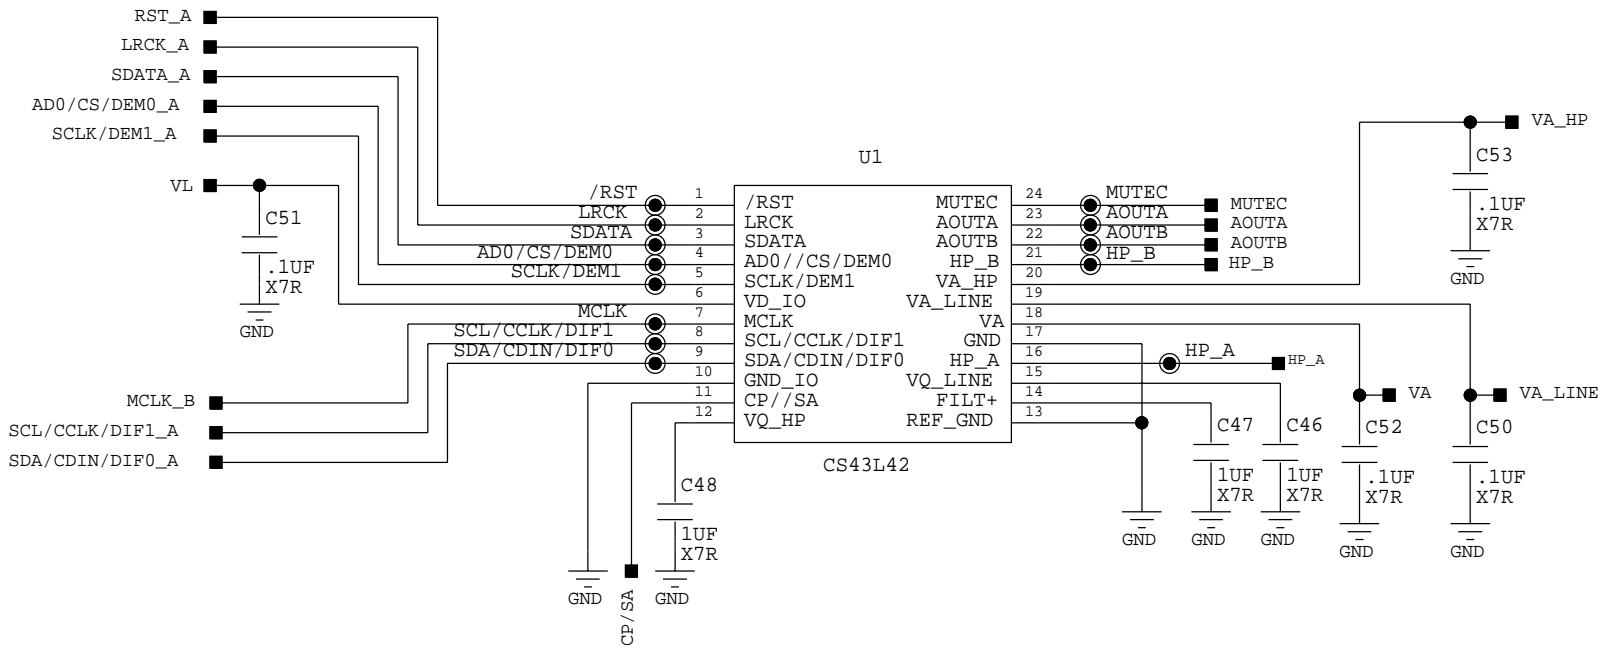 RST_A
LRCK_A
SDATA_A
AD0/CS/DEM0_A
SCLK/DEM1_A
VL
C51
.1UF
X7R
GND
/RST
LRCK
SDATA
AD0/CS/DEM0
SCLK/DEM1
MCLK
SCL/CCLK/DIF1
SDA/CDIN/DIF0
MCLK_B
SCL/CCLK/DIF1_A
SDA/CDIN/DIF0_A
1
2
3
4
5
6
7
8
9
10
11
12
U1
/RST
LRCK
SDATA
AD0//CS/DEM0
SCLK/DEM1
VD_IO
MCLK
SCL/CCLK/DIF1
SDA/CDIN/DIF0
GND_IO
CP//SA
VQ_HP
MUTEC
AOUTA
AOUTB
HP_B
VA_HP
VA_LINE
VA
GND
HP_A
VQ_LINE
FILT+
REF_GND
CS43L42
24
23
22
21
20
19
18
17
16
15
14
13
MUTEC
AOUTA
AOUTB
HP_B
MUTEC
AOUTA
AOUTB
HP_B
HP_A
HP_A
VA_HP
C53
.1UF
X7R
GND
VA
VA_LINE
C47
1UF
X7R
GND
C46
1UF
X7R
GND
C52
.1UF
X7R
GND
C50
.1UF
X7R
GND
GND
C48
1UF
X7R
GND
GND
CP/SA